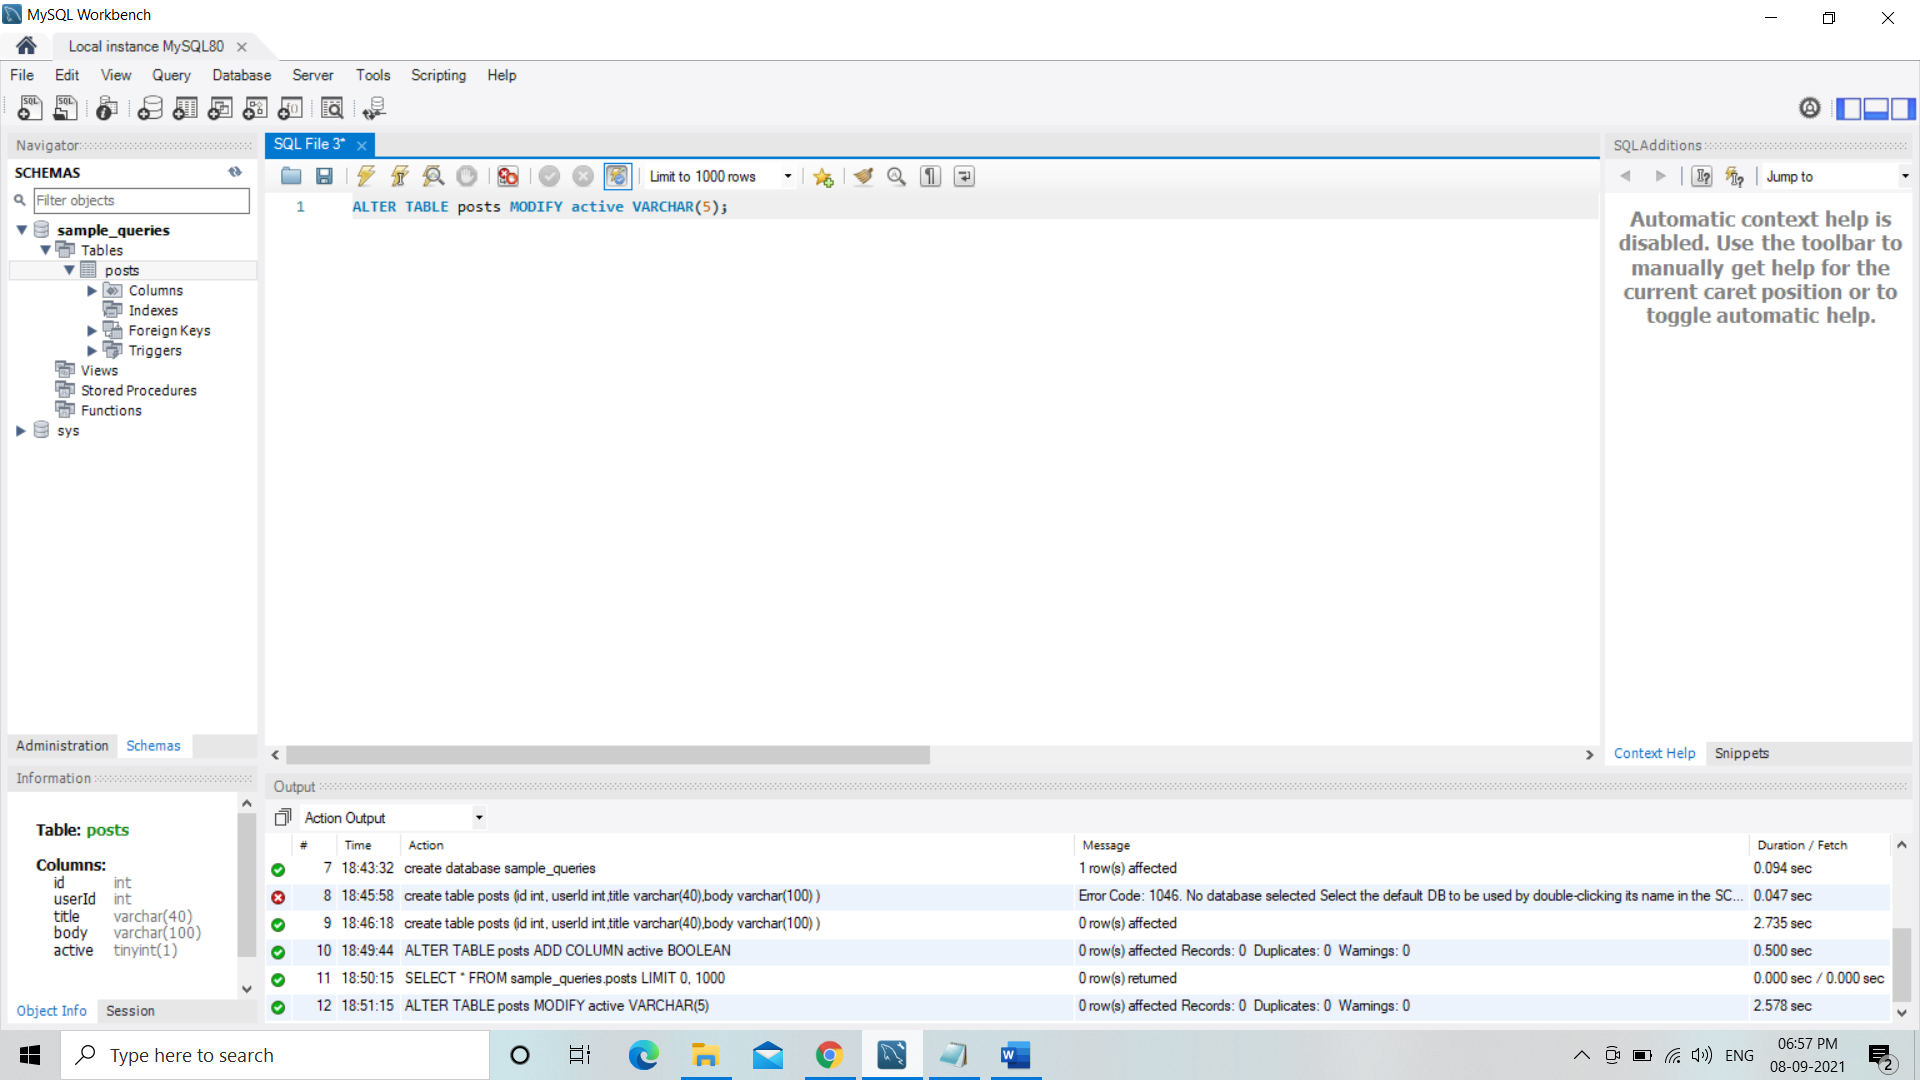 MySQL Workbench
Local instance MySQL80
File Edit View Query Database Server Tools Scripting Help
Navigator
SCHEMAS
Filter objects
sample_queries
Tables
posts
Columns
Indexes
Foreign Keys
Triggers
Views
Stored Procedures
Functions
sys
Administration Schemas
Information
Table: posts
Columns:
id int
userId int
title varchar(40)
body varchar(100)
active tinyint(1)
Object Info Session
SQL File 3*
Limit to 1000 rows
1 ALTER TABLE posts MODIFY active VARCHAR(5);
SQLAdditions
Jump to
Automatic context help is
disabled. Use the toolbar to
manually get help for the
current caret position or to
toggle automatic help.
Context Help Snippets
Output
Action Output
# Time Action Message Duration / Fetch
7 18:43:32 create database sample_queries 1 row(s) affected 0.094 sec
8 18:45:58 create table posts (id int, userId int,title varchar(40),body varchar(100) ) Error Code: 1046. No database selected Select the default DB to be used by double-clicking its name in the SC... 0.047 sec
9 18:46:18 create table posts (id int, userId int,title varchar(40),body varchar(100) ) 0 row(s) affected 2.735 sec
10 18:49:44 ALTER TABLE posts ADD COLUMN active BOOLEAN 0 row(s) affected Records: 0 Duplicates: 0 Warnings: 0 0.500 sec
11 18:50:15 SELECT * FROM sample_queries.posts LIMIT 0, 1000 0 row(s) returned 0.000 sec / 0.000 sec
12 18:51:15 ALTER TABLE posts MODIFY active VARCHAR(5) 0 row(s) affected Records: 0 Duplicates: 0 Warnings: 0 2.578 sec
Type here to search
ENG
06:57 PM
08-09-2021
2